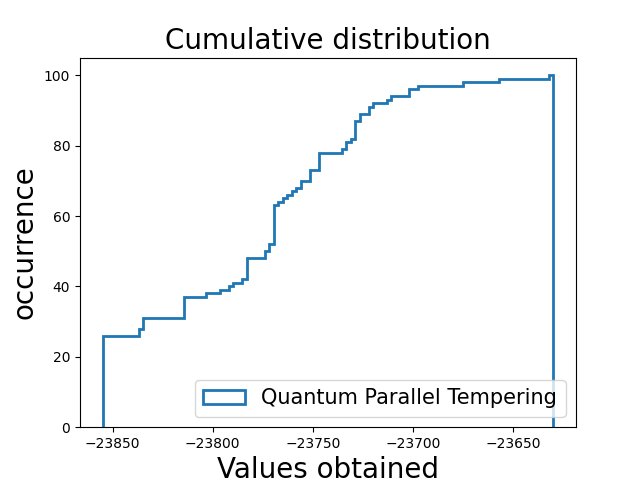 Cumulative distribution
occurrence
100
80
60
40
20
0
Quantum Parallel Tempering
−23850 −23800 −23750 −23700 −23650
Values obtained